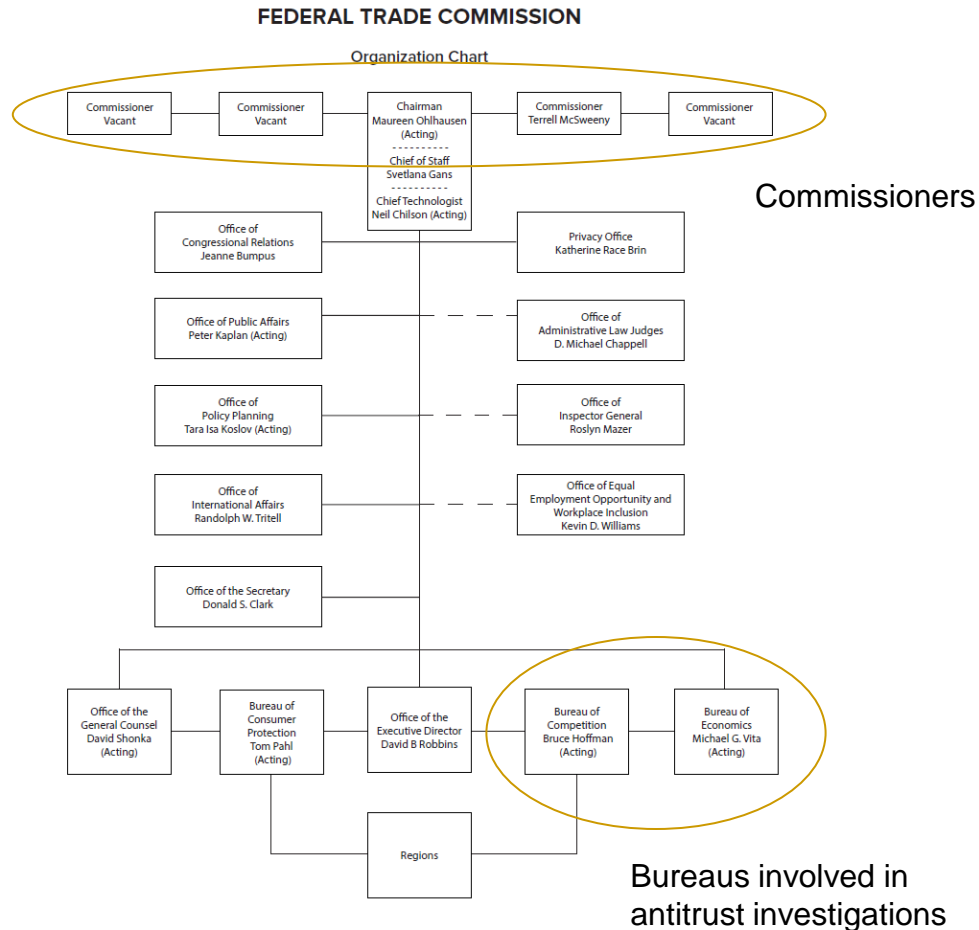 FEDERAL TRADE COMMISSION
Organization Chart
Commissioner
Vacant
Commissioner
Vacant
Chairman
Maureen Ohlhausen
(Acting)
----------
Chief of Staff
Svetlana Gans
----------
Chief Technologist
Neil Chilson (Acting)
Commissioner
Terrell McSweeny
Commissioner
Vacant
Commissioners
Office of
Congressional Relations
Jeanne Bumpus
Privacy Office
Katherine Race Brin
Office of Public Affairs
Peter Kaplan (Acting)
Office of
Administrative Law Judges
D. Michael Chappell
Office of
Policy Planning
Tara Isa Koslov (Acting)
Office of
Inspector General
Roslyn Mazer
Office of
International Affairs
Randolph W. Tritell
Office of Equal
Employment Opportunity and
Workplace Inclusion
Kevin D. Williams
Office of the Secretary
Donald S. Clark
Office of the
General Counsel
David Shonka
(Acting)
Bureau of
Consumer
Protection
Tom Pahl
(Acting)
Office of the
Executive Director
David B Robbins
Bureau of
Competition
Bruce Hoffman
(Acting)
Bureau of
Economics
Michael G. Vita
(Acting)
Regions
Bureaus involved in
antitrust investigations